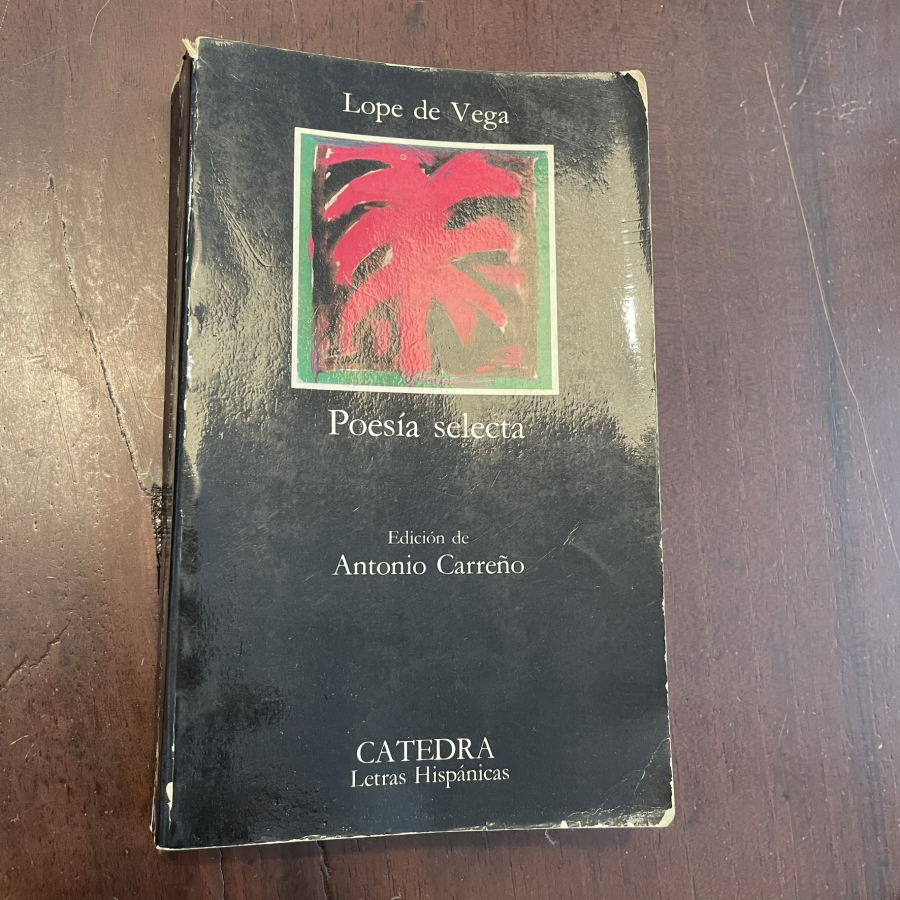 Lope de Vega
Poesía selecta
Edición de
Antonio Carreño
CATEDRA
Letras Hispánicas